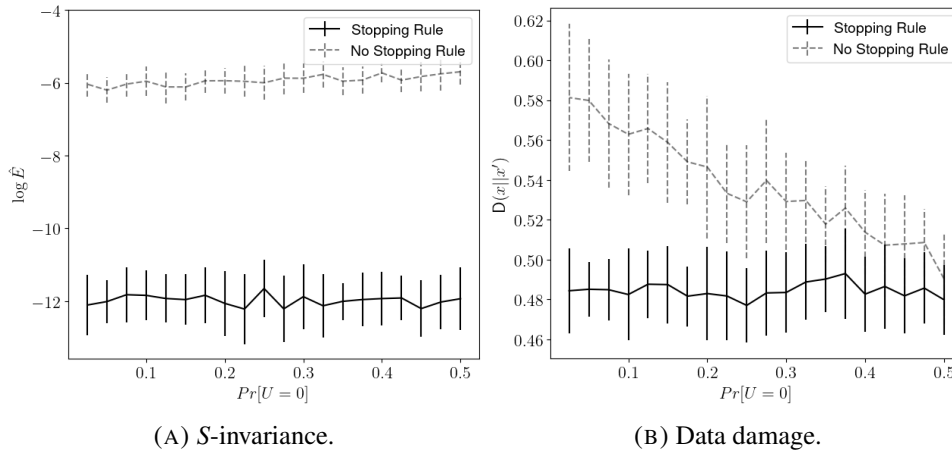 −4
−6
−8
−10
−12
log Ê
Stopping Rule
No Stopping Rule
0.1 0.2 0.3 0.4 0.5
Pr[U = 0]
(A) S-invariance.
0.62
0.60
0.58
0.56
0.54
0.52
0.50
0.48
0.46
D(x||x′)
Stopping Rule
No Stopping Rule
0.1 0.2 0.3 0.4 0.5
Pr[U = 0]
(B) Data damage.